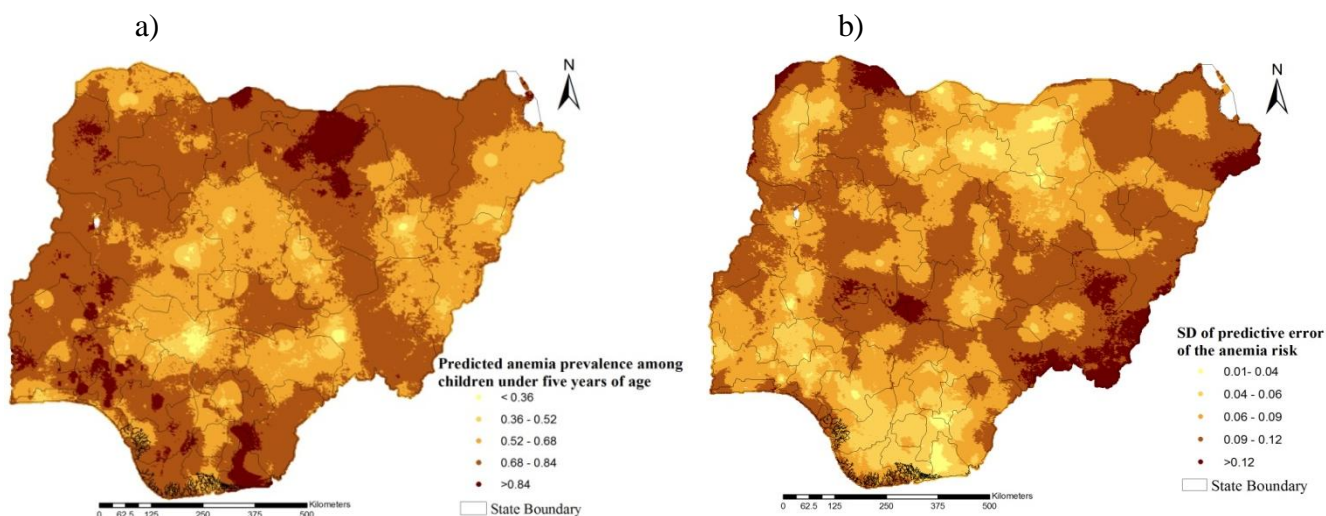 a)
b)
N
N
Predicted anemia prevalence among
children under five years of age
< 0.36
0.36 - 0.52
0.52 - 0.68
0.68 - 0.84
>0.84
State Boundary
Kilometers
0 62.5 125 250 375 500
SD of predictive error
of the anemia risk
0.01- 0.04
0.04 - 0.06
0.06 - 0.09
0.09 - 0.12
>0.12
State Boundary
Kilometers
0 62.5 125 250 375 500